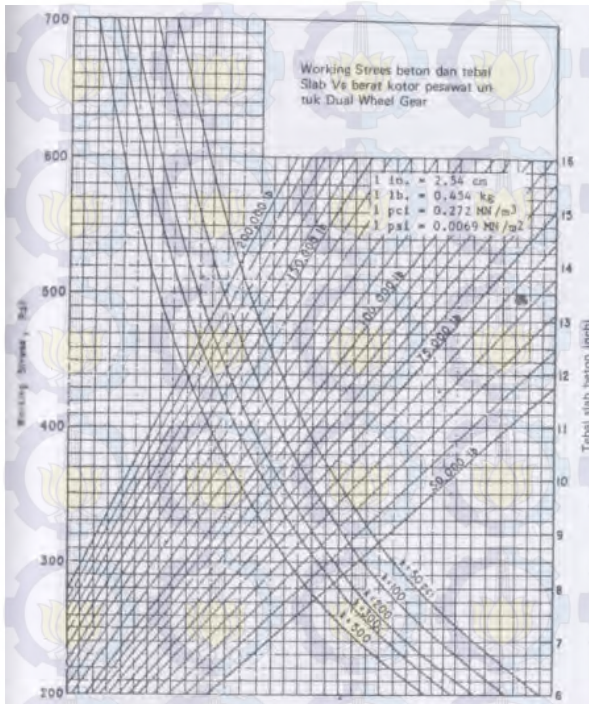 700
Working Strees beton dan tebal
Slab Vs berat kotor pesawat un
tuk Dual Wheel Gear
600
16
1 in. = 2.54 cm
1 lb. = 0.454 kg
1 pci = 0.272 MN/m3
1 psi = 0.0069 MN/m2
15
200,000 lb
150,000 lb
14
500
100,000 lb
13
75,000 lb
Working Stress, Psi
Tebal slab beton inchi
12
400
11
50,000 lb
10
9
300
k=50
k=100
k=200
k=300
k=500
8
7
200
6